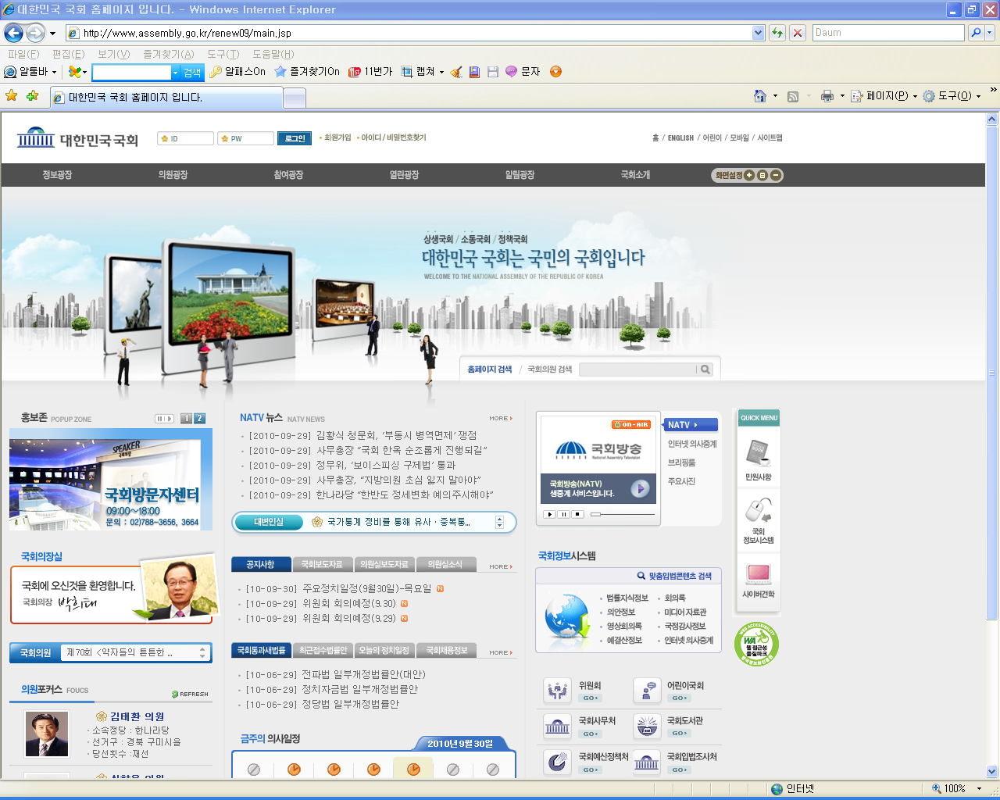 대한민국 국회 홈페이지 입니다. - Windows Internet Explorer
http://www.assembly.go.kr/renew09/main.jsp
Daum
파일(F) 편집(E) 보기(V) 즐겨찾기(A) 도구(T) 도움말(H)
알툴바 검색 알패스On 즐겨찾기On 11번가 캡쳐 문자
대한민국 국회 홈페이지 입니다.
페이지(P) 도구(O)
대한민국국회 ID PW 로그인 회원가입 아이디 / 비밀번호찾기
홈 / ENGLISH / 어린이 / 모바일 / 사이트맵
정보광장 의원광장 참여광장 열린광장 알림광장 국회소개 화면설정
상생국회 / 소통국회 / 정책국회
대한민국 국회는 국민의 국회입니다
WELCOME TO THE NATIONAL ASSEMBLY OF THE REPUBLIC OF KOREA
홈페이지 검색 / 국회의원 검색
홍보존 POPUP ZONE 1 2
SPEAKER
국회의장
국회방문자센터
09:00~18:00
문의 : 02)788-3656, 3664
국회의장실
국회에 오신것을 환영합니다.
국회의장 박희태
국회의원 제70회 <약자들의 튼튼한 ...
의원포커스 FOUCS REFRESH
김태환 의원
· 소속정당 : 한나라당
· 선거구 : 경북 구미시을
· 당선횟수 :재선
NATV 뉴스 NATV NEWS MORE
[2010-09-29] 김황식 청문회, ‘부동시 병역면제’ 쟁점
[2010-09-29] 사무총장 “국회 한옥 순조롭게 진행되길”
[2010-09-29] 정무위, ‘보이스피싱 구제법’ 통과
[2010-09-29] 사무총장, “지방의원 초심 잃지 말아야”
[2010-09-29] 한나라당 “한반도 정세변화 예의주시해야”
대변인실 국가통계 정비를 통해 유사ㆍ중복통...
공지사항 국회보도자료 의원실보도자료 의원실소식 MORE
[10-09-30] 주요정치일정(9월30일)-목요일 N
[10-09-29] 위원회 회의예정(9.30) N
[10-09-29] 위원회 회의예정(9.29) N
국회통과새법률 최근접수법률안 오늘의 정치일정 국회채용정보 MORE
[10-06-29] 전파법 일부개정법률안(대안)
[10-06-29] 정치자금법 일부개정법률안
[10-06-29] 정당법 일부개정법률안
금주의 의사일정 2010년 9월 30일
ON-AIR
국회방송
National Assembly Television
국회방송(NATV)
생중계 서비스입니다.
NATV
인터넷 의사중계
브리핑룸
주요사진
국회정보시스템
맞춤입법콘텐츠 검색
법률지식정보 회의록
의안정보 미디어 자료관
영상회의록 국정감사정보
예결산정보 인터넷 의사중계
위원회 GO 어린이국회 GO
국회사무처 GO 국회도서관 GO
국회예산정책처 GO 국회입법조사처 GO
QUICK MENU
민원사항
국회
정보시스템
사이버견학
WEB ACCESSIBILITY
WA
웹 접근성
품질마크
인터넷 100%